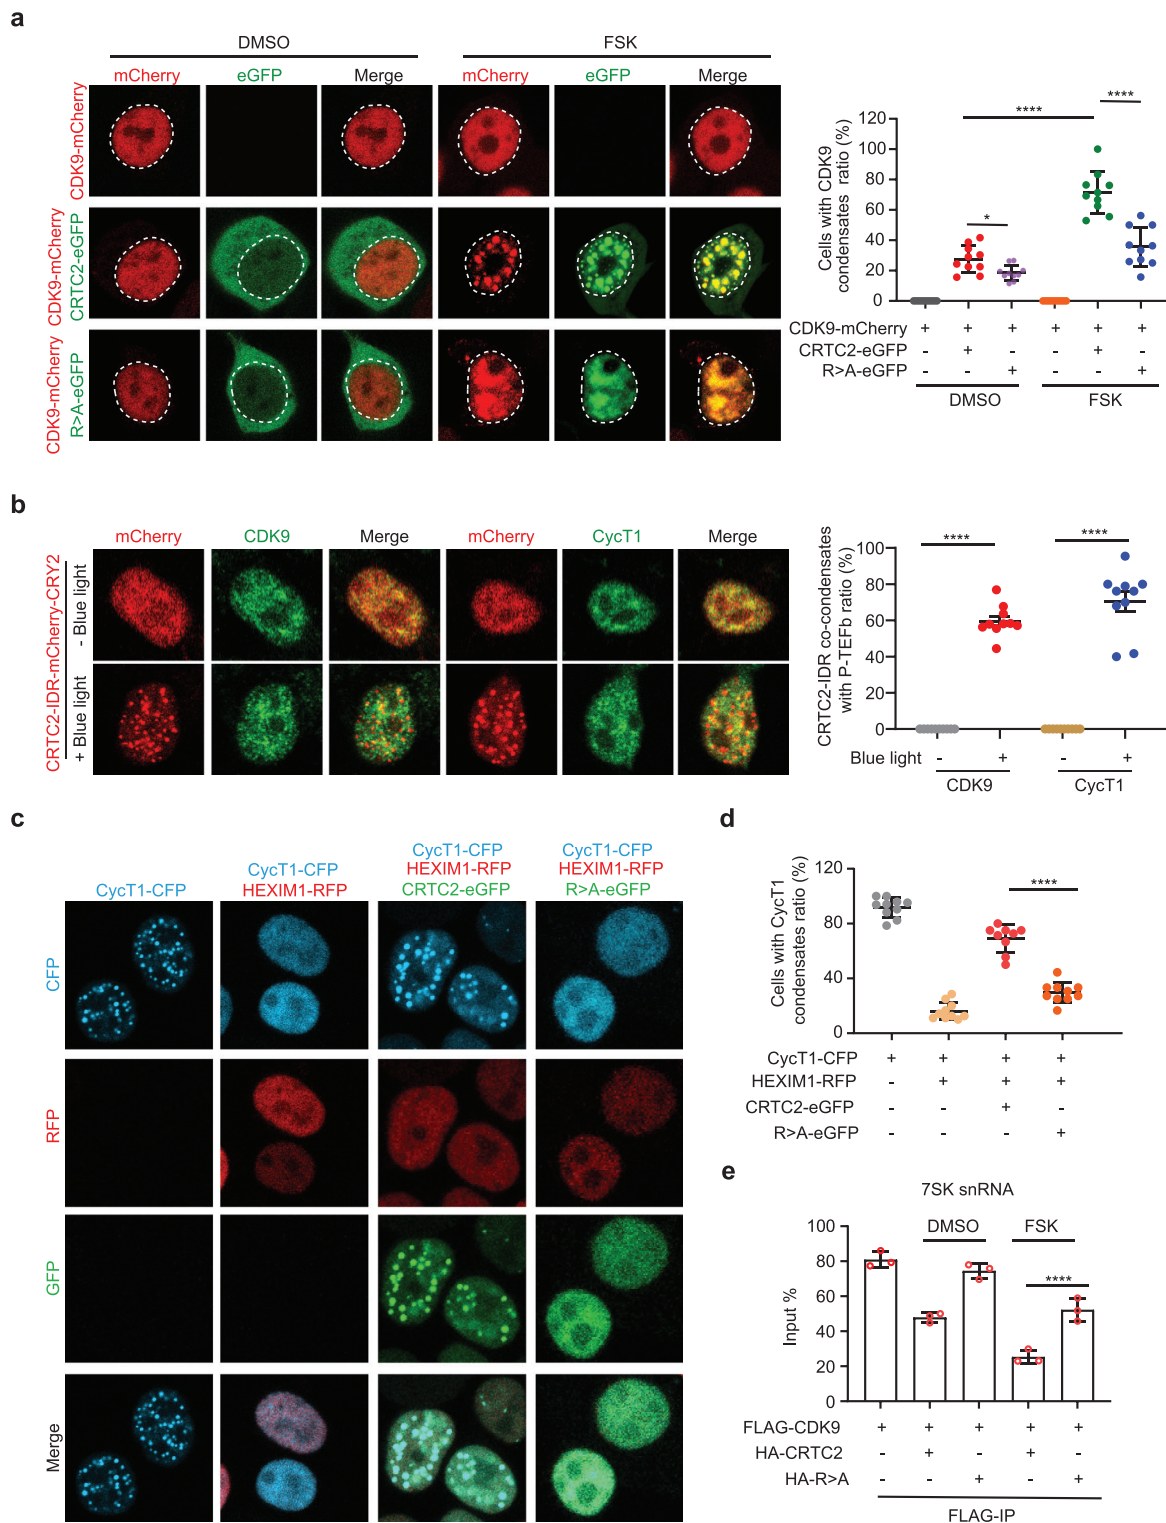 a
DMSO
FSK
mCherry
eGFP
Merge
mCherry
eGFP
Merge
CDK9-mCherry
CDK9-mCherry
CRTC2-eGFP
CDK9-mCherry
R>A-eGFP
Cells with CDK9
condensates ratio (%)
120
100
80
60
40
20
0
****
****
*
CDK9-mCherry + + + + + +
CRTC2-eGFP - + - - + -
R>A-eGFP - - + - - +
DMSO
FSK
b
mCherry
CDK9
Merge
mCherry
CycT1
Merge
CRTC2-IDR-mCherry-CRY2
- Blue light
+ Blue light
CRTC2-IDR co-condensates
with P-TEFb ratio (%)
100
80
60
40
20
0
****
****
Blue light - + - +
CDK9
CycT1
c
CycT1-CFP
CycT1-CFP
HEXIM1-RFP
CycT1-CFP
HEXIM1-RFP
CRTC2-eGFP
CycT1-CFP
HEXIM1-RFP
R>A-eGFP
CFP
RFP
GFP
Merge
d
Cells with CycT1
condensates ratio (%)
120
80
40
0
****
CycT1-CFP + + + +
HEXIM1-RFP - + + +
CRTC2-eGFP - - + -
R>A-eGFP - - - +
e
7SK snRNA
DMSO
FSK
****
Input %
100
80
60
40
20
0
FLAG-CDK9 + + + + +
HA-CRTC2 - + - + -
HA-R>A - - + - +
FLAG-IP